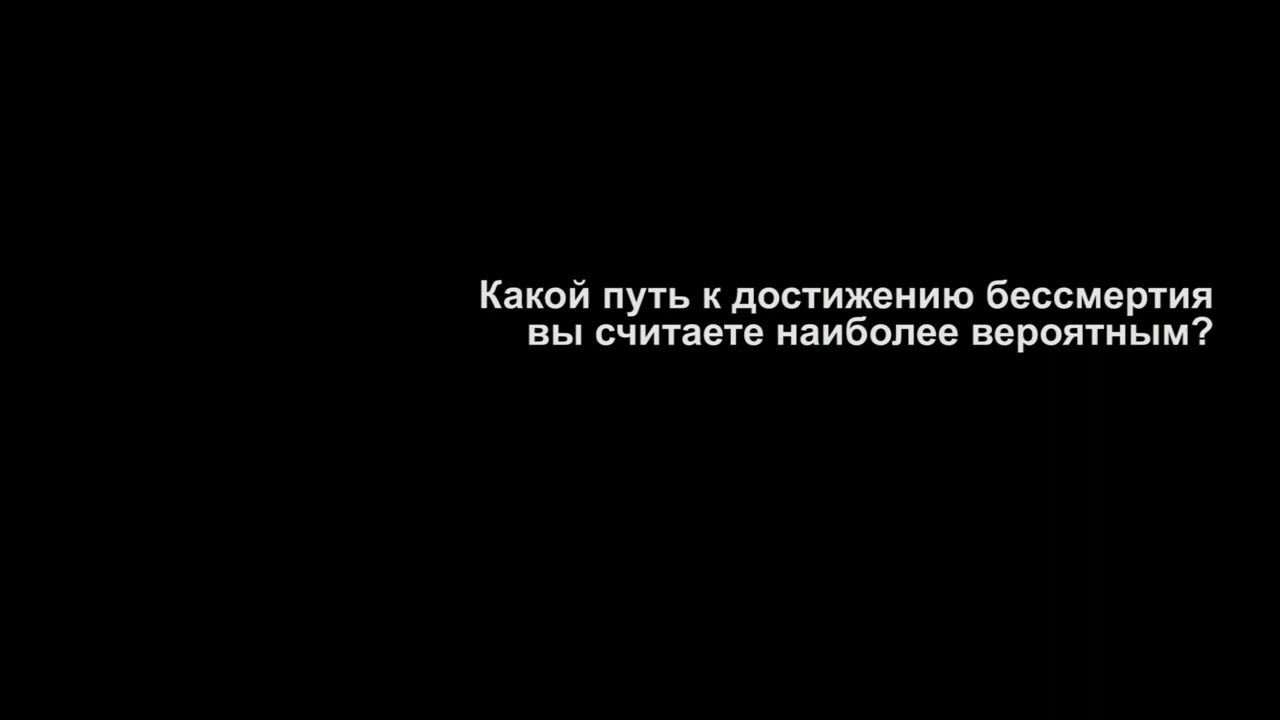 Какой путь к достижению бессмертия
вы считаете наиболее вероятным?